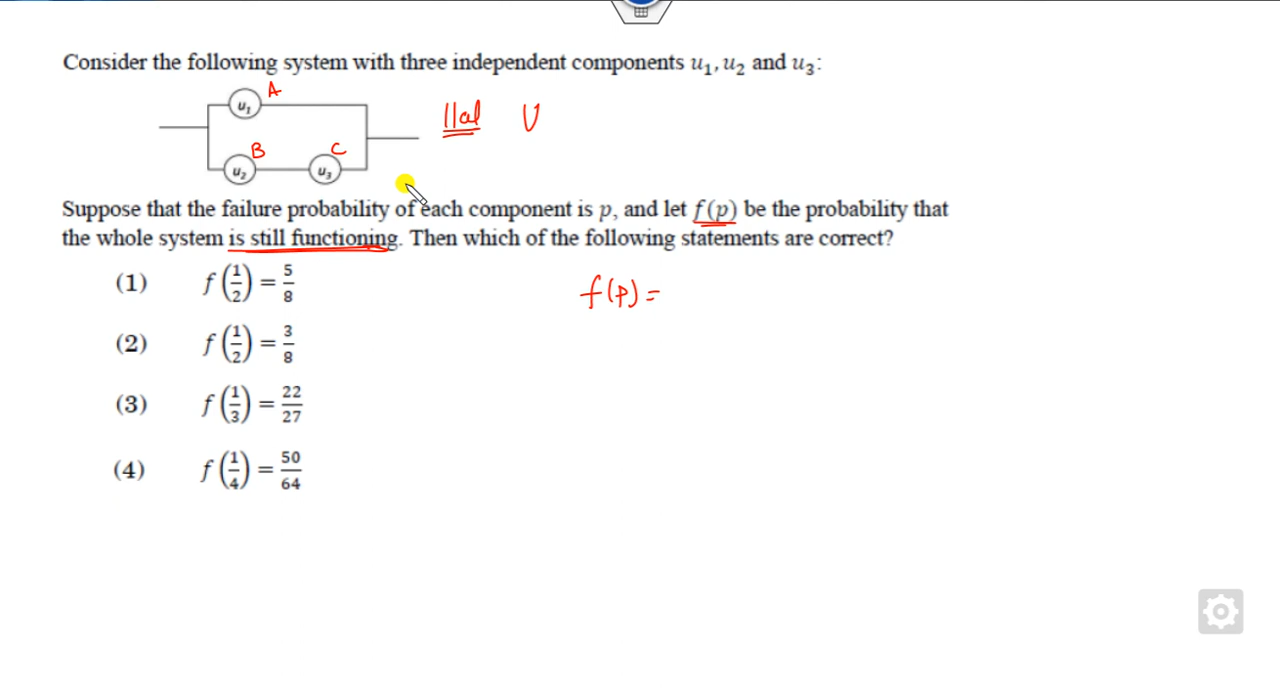 Consider the following system with three independent components u₁, u₂ and u₃:
u₁ A
||al U
u₂ B u₃ C
Suppose that the failure probability of each component is p, and let f(p) be the probability that
the whole system is still functioning. Then which of the following statements are correct?
(1) f(1/2) = 5/8
f(p) =
(2) f(1/2) = 3/8
(3) f(1/3) = 22/27
(4) f(1/4) = 50/64